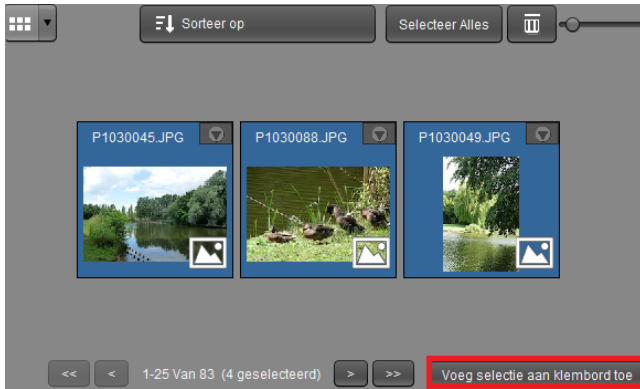 Sorteer op
Selecteer Alles
P1030045.JPG
P1030088.JPG
P1030049.JPG
<< < 1-25 Van 83 (4 geselecteerd) > >>
Voeg selectie aan klembord toe